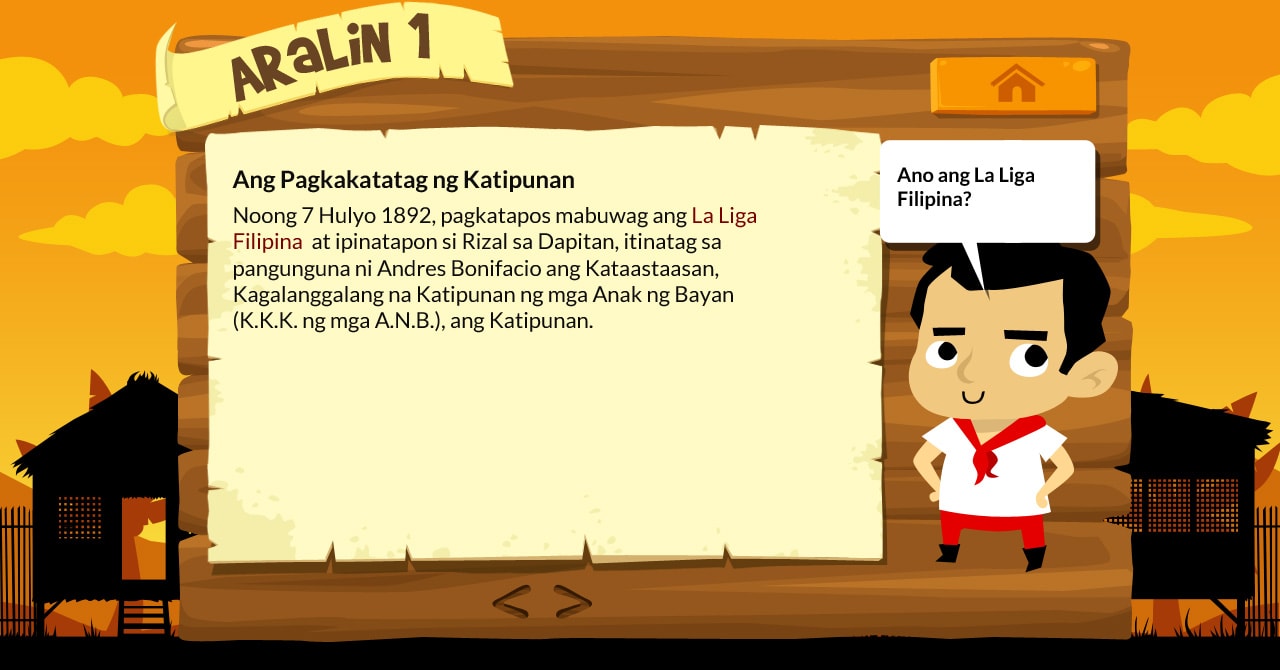 ARALIN 1
Ang Pagkakatatag ng Katipunan
Noong 7 Hulyo 1892, pagkatapos mabuwag ang La Liga
Filipina at ipinatapon si Rizal sa Dapitan, itinatag sa
pangunguna ni Andres Bonifacio ang Kataastaasan,
Kagalanggalang na Katipunan ng mga Anak ng Bayan
(K.K.K. ng mga A.N.B.), ang Katipunan.
Ano ang La Liga
Filipina?